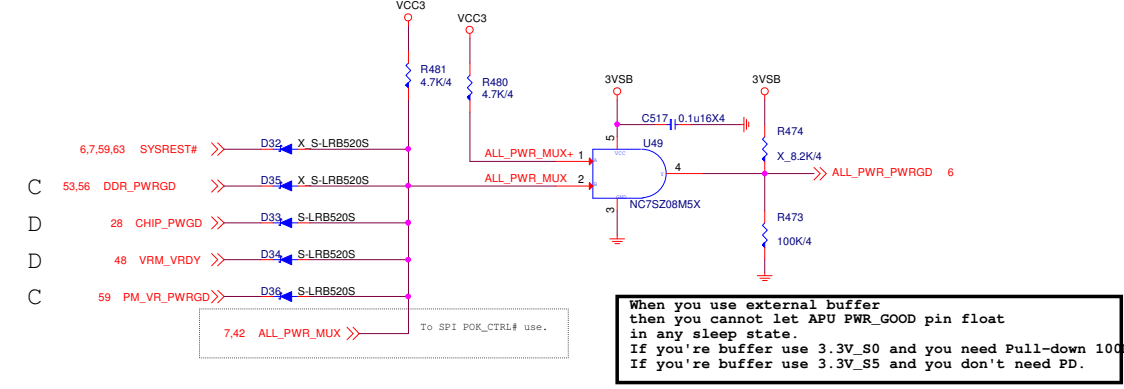 VCC3
VCC3
R481
4.7K/4
R480
4.7K/4
3VSB
3VSB
C517 0.1u16X4
R474
X_8.2K/4
6,7,59,63 SYSREST# D32 X_S-LRB520S
5
U49
VCC
ALL_PWR_MUX+ 1
A
4
Y
ALL_PWR_PWRGD 6
C 53,56 DDR_PWRGD D35 X_S-LRB520S
ALL_PWR_MUX 2
B
GND
3
NC7SZ08M5X
R473
100K/4
D 28 CHIP_PWGD D33 S-LRB520S
D 48 VRM_VRDY D34 S-LRB520S
C 59 PM_VR_PWRGD D36 S-LRB520S
7,42 ALL_PWR_MUX To SPI POK_CTRL# use.
When you use external buffer
then you cannot let APU PWR_GOOD pin float
in any sleep state.
If you're buffer use 3.3V_S0 and you need Pull-down 100
If you're buffer use 3.3V_S5 and you don't need PD.